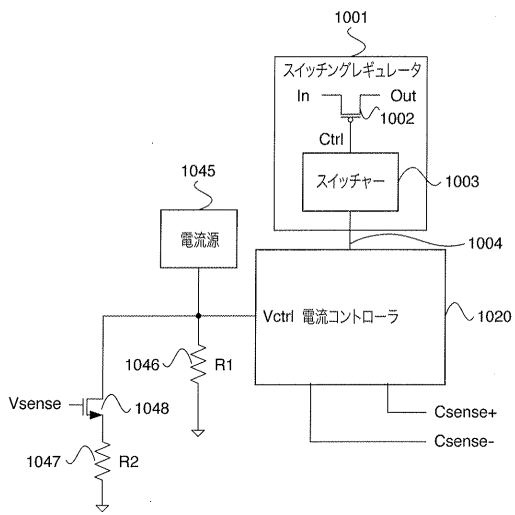 1001
スイッチングレギュレータ
In
Out
1002
Ctrl
スイッチャー
1003
1045
電流源
1004
Vctrl 電流コントローラ
1020
1046
R1
Vsense
1048
Csense+
Csense-
1047
R2